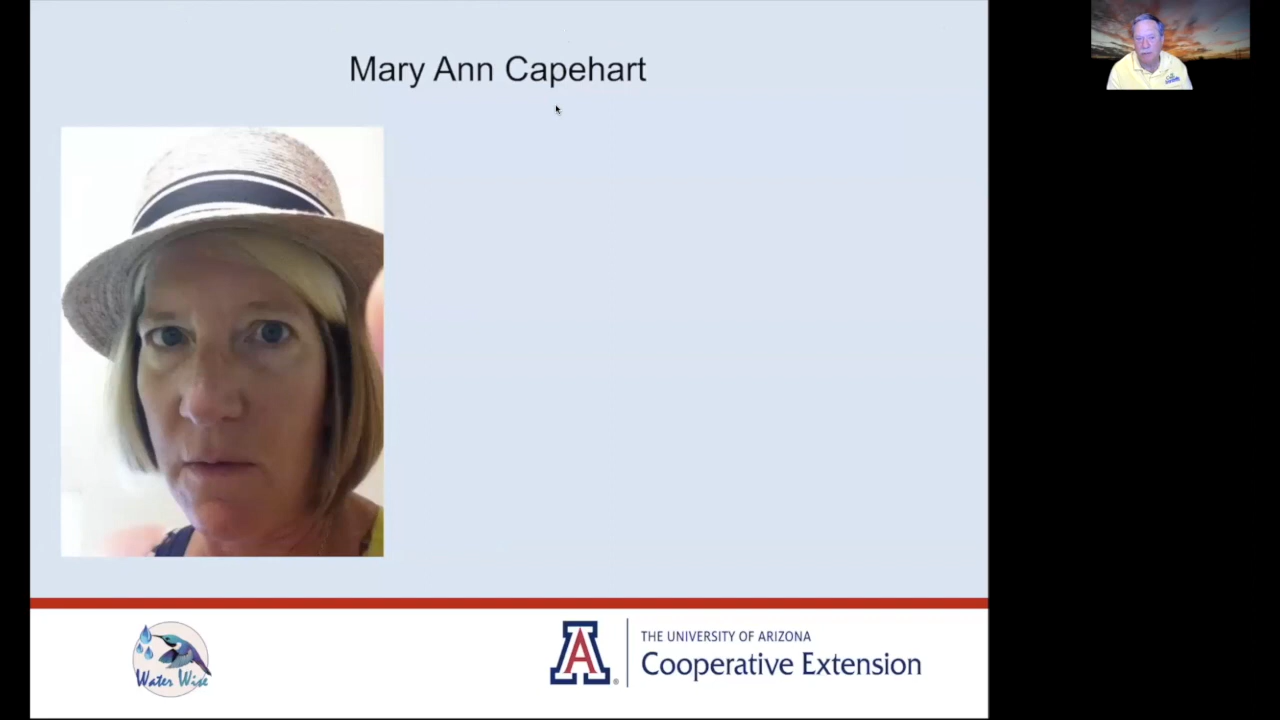 Mary Ann Capehart
Water Wise
A
THE UNIVERSITY OF ARIZONA
Cooperative Extension